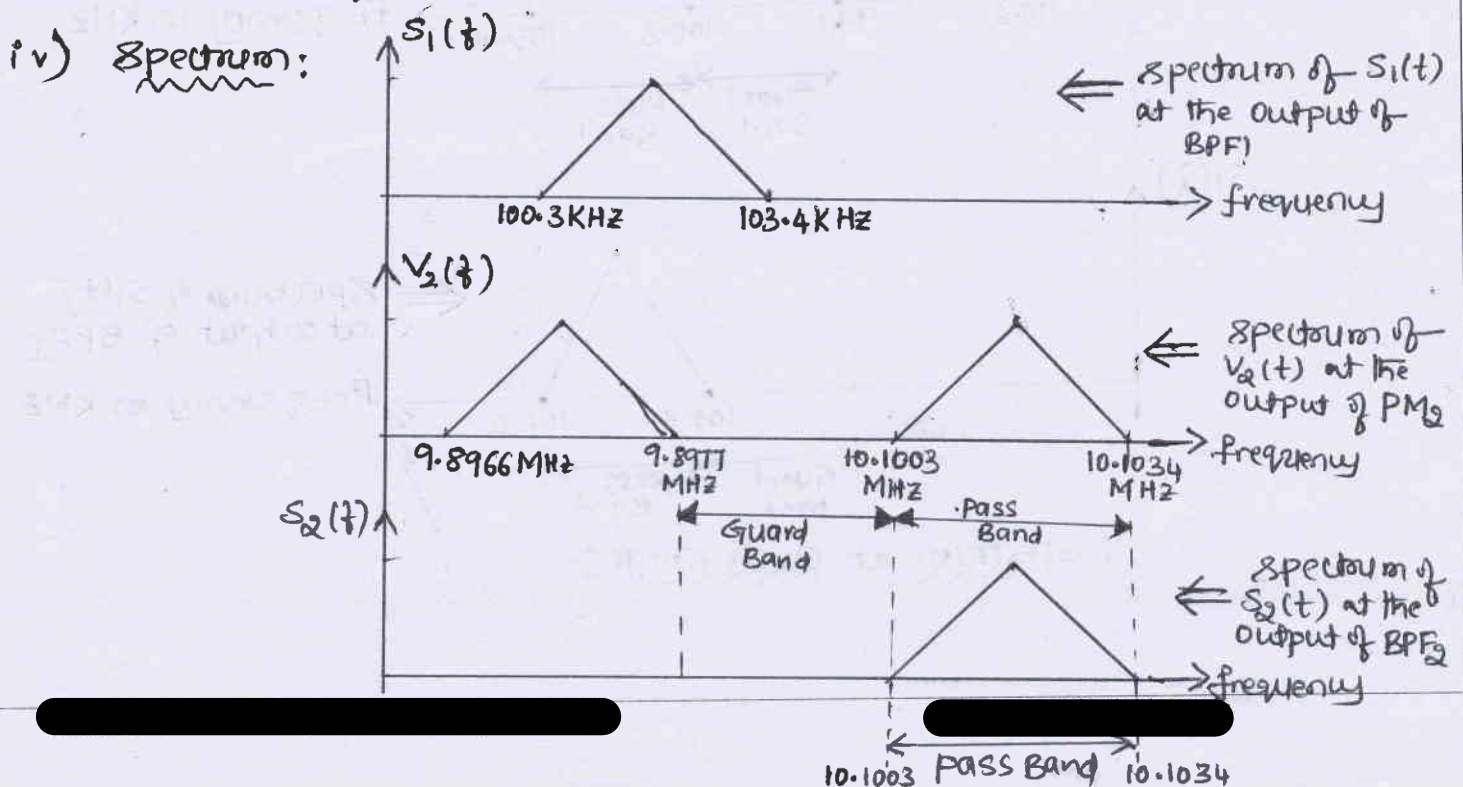 iv) Spectrum:
S1(f)
100.3KHZ
103.4KHZ
frequency
spectrum of S1(t)
at the output of
BPF1
V2(f)
9.8966MHZ
9.8977
MHZ
10.1003
MHZ
10.1034
MHZ
frequency
spectrum of
V2(t) at the
output of PM2
S2(f)
Guard
Band
Pass
Band
spectrum of
S2(t) at the
output of BPF2
frequency
10.1003
Pass Band
10.1034